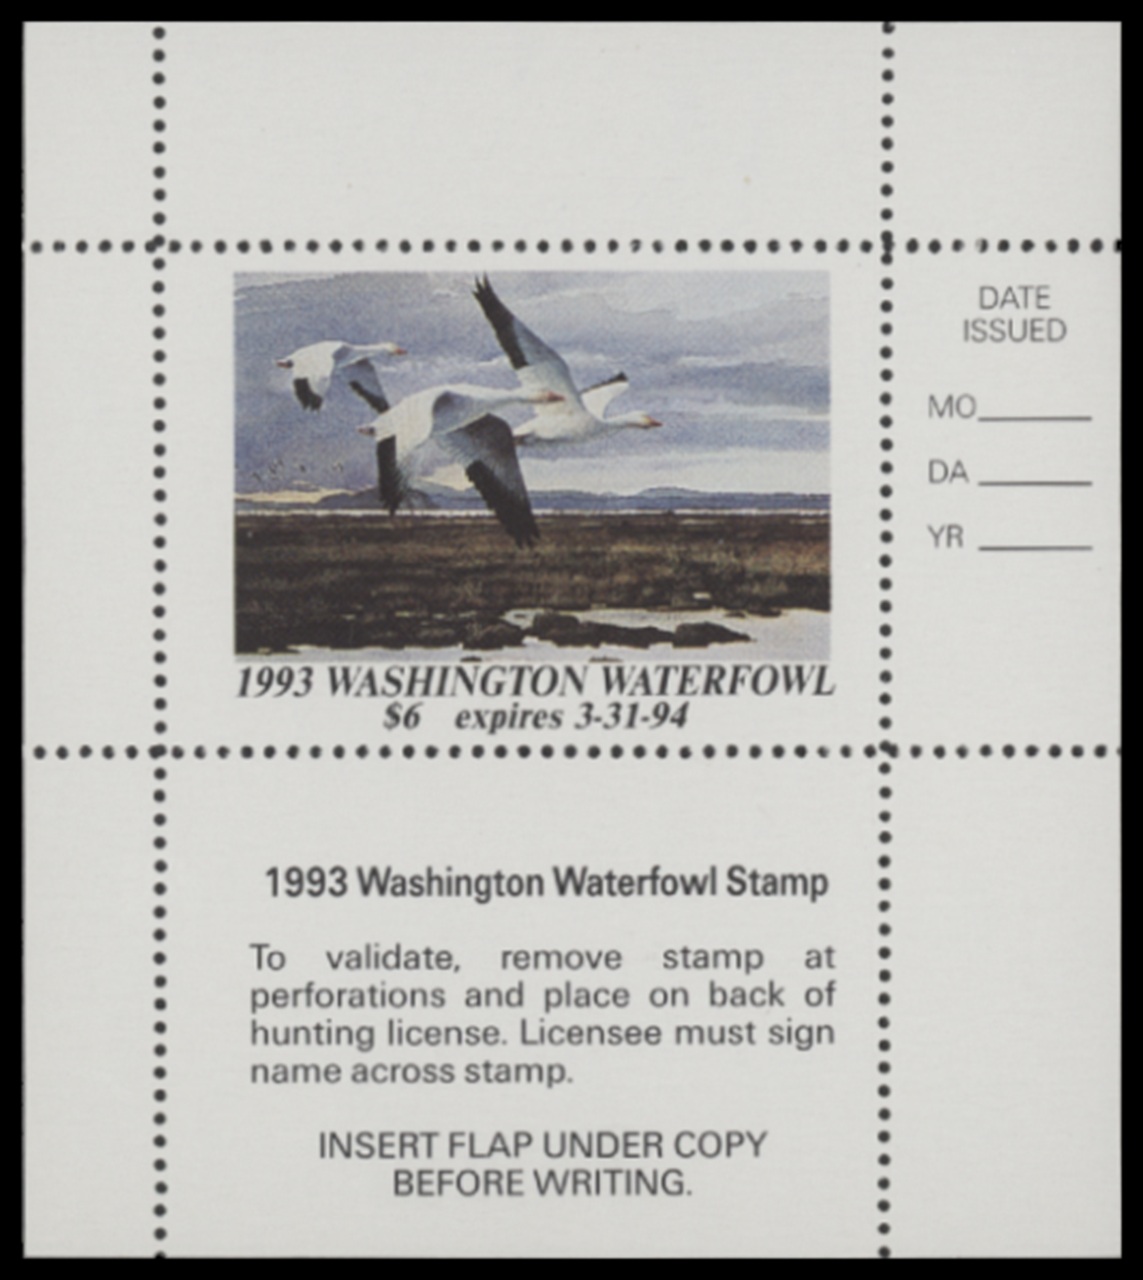 1993 WASHINGTON WATERFOWL
$6 expires 3-31-94
DATE
ISSUED
MO
DA
YR
1993 Washington Waterfowl Stamp
To validate, remove stamp at
perforations and place on back of
hunting license. Licensee must sign
name across stamp.
INSERT FLAP UNDER COPY
BEFORE WRITING.